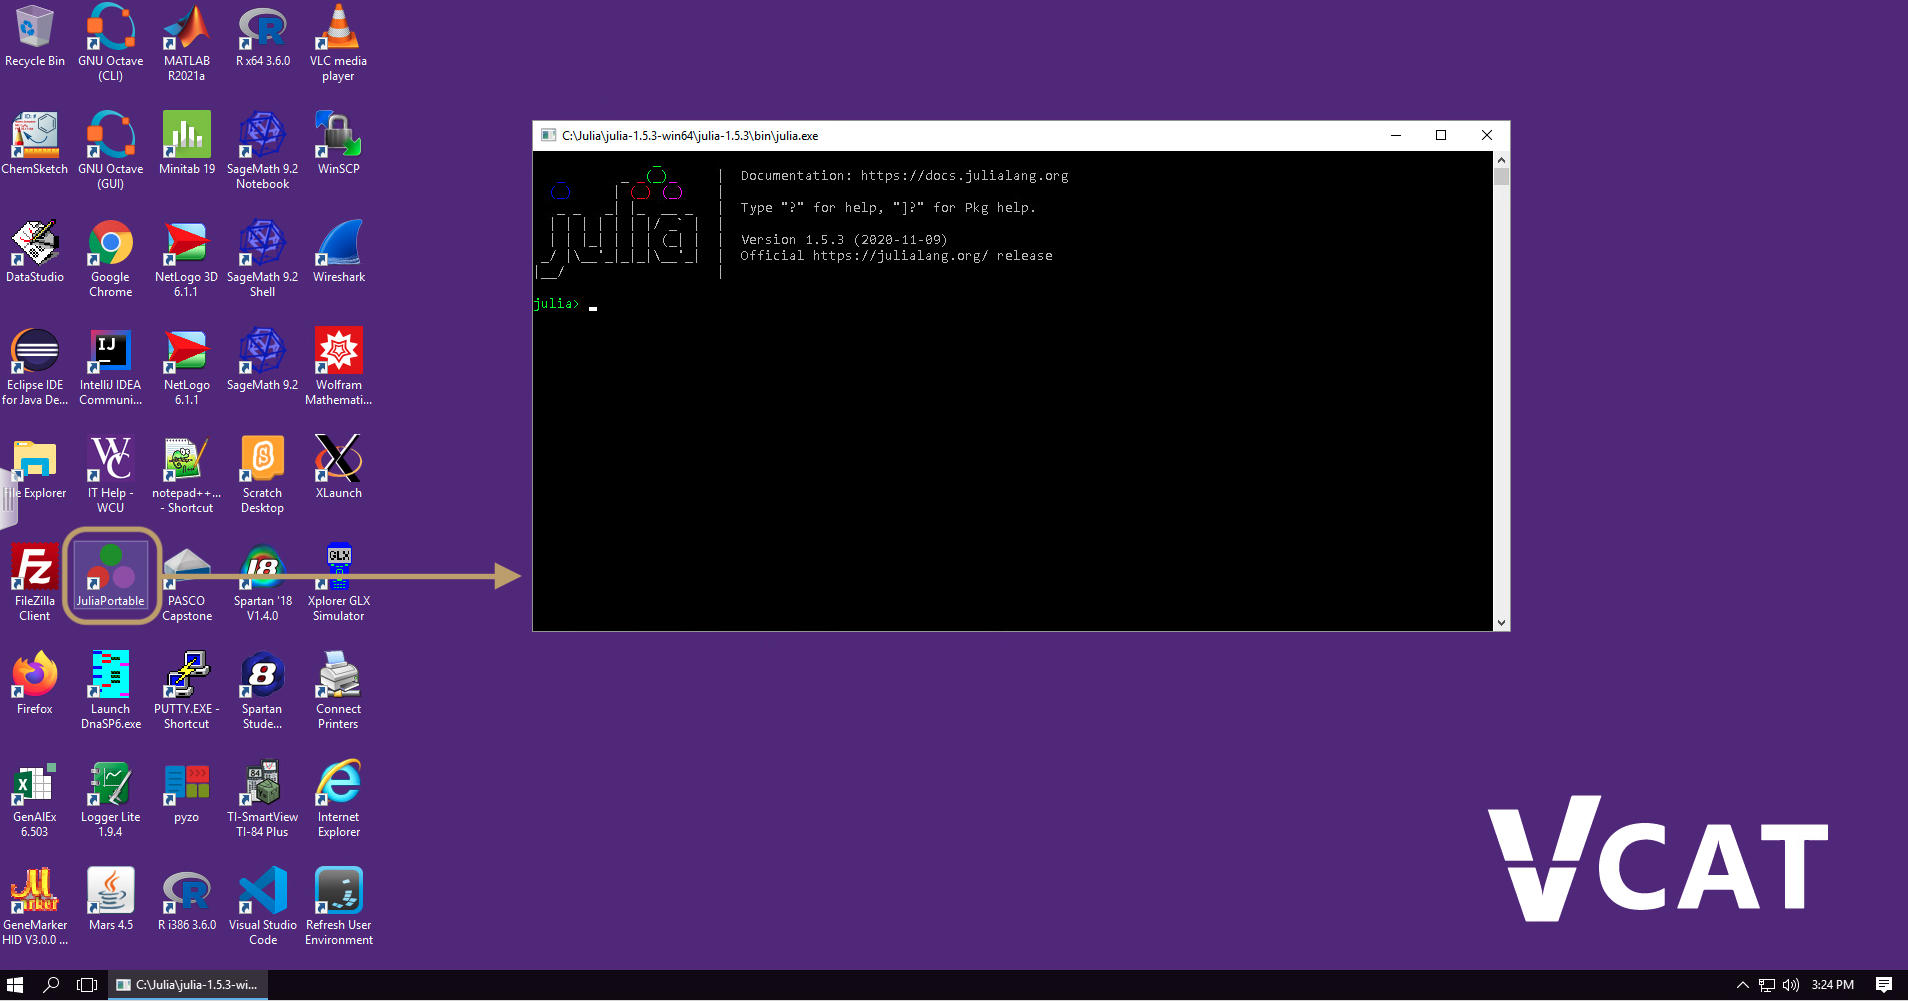 Recycle Bin
GNU Octave
(CLI)
MATLAB
R2021a
R x64 3.6.0
VLC media
player
ChemSketch
GNU Octave
(GUI)
Minitab 19
SageMath 9.2
Notebook
WinSCP
DataStudio
Google
Chrome
NetLogo 3D
6.1.1
SageMath 9.2
Shell
Wireshark
Eclipse IDE
for Java De...
IJ
IntelliJ IDEA
Communi...
NetLogo
6.1.1
SageMath 9.2
Wolfram
Mathemati...
File Explorer
WC
IT Help -
WCU
notepad++...
- Shortcut
S
Scratch
Desktop
X
XLaunch
Fz
FileZilla
Client
JuliaPortable
PASCO
Capstone
18
Spartan '18
V1.4.0
GLX
Xplorer GLX
Simulator
Firefox
Launch
DnaSP6.exe
PUTTY.EXE -
Shortcut
8
Spartan
Stude...
Connect
Printers
X
GenAlEx
6.503
Logger Lite
1.9.4
pyzo
84
TI-SmartView
TI-84 Plus
Internet
Explorer
GeneMarker
HID V3.0.0 ...
Mars 4.5
R i386 3.6.0
Visual Studio
Code
Refresh User
Environment
C:\Julia\julia-1.5.3-win64\julia-1.5.3\bin\julia.exe
julia
Documentation: https://docs.julialang.org
Type "?" for help, "]?" for Pkg help.
Version 1.5.3 (2020-11-09)
Official https://julialang.org/ release
julia>
VCAT
C:\Julia\julia-1.5.3-wi...
3:24 PM